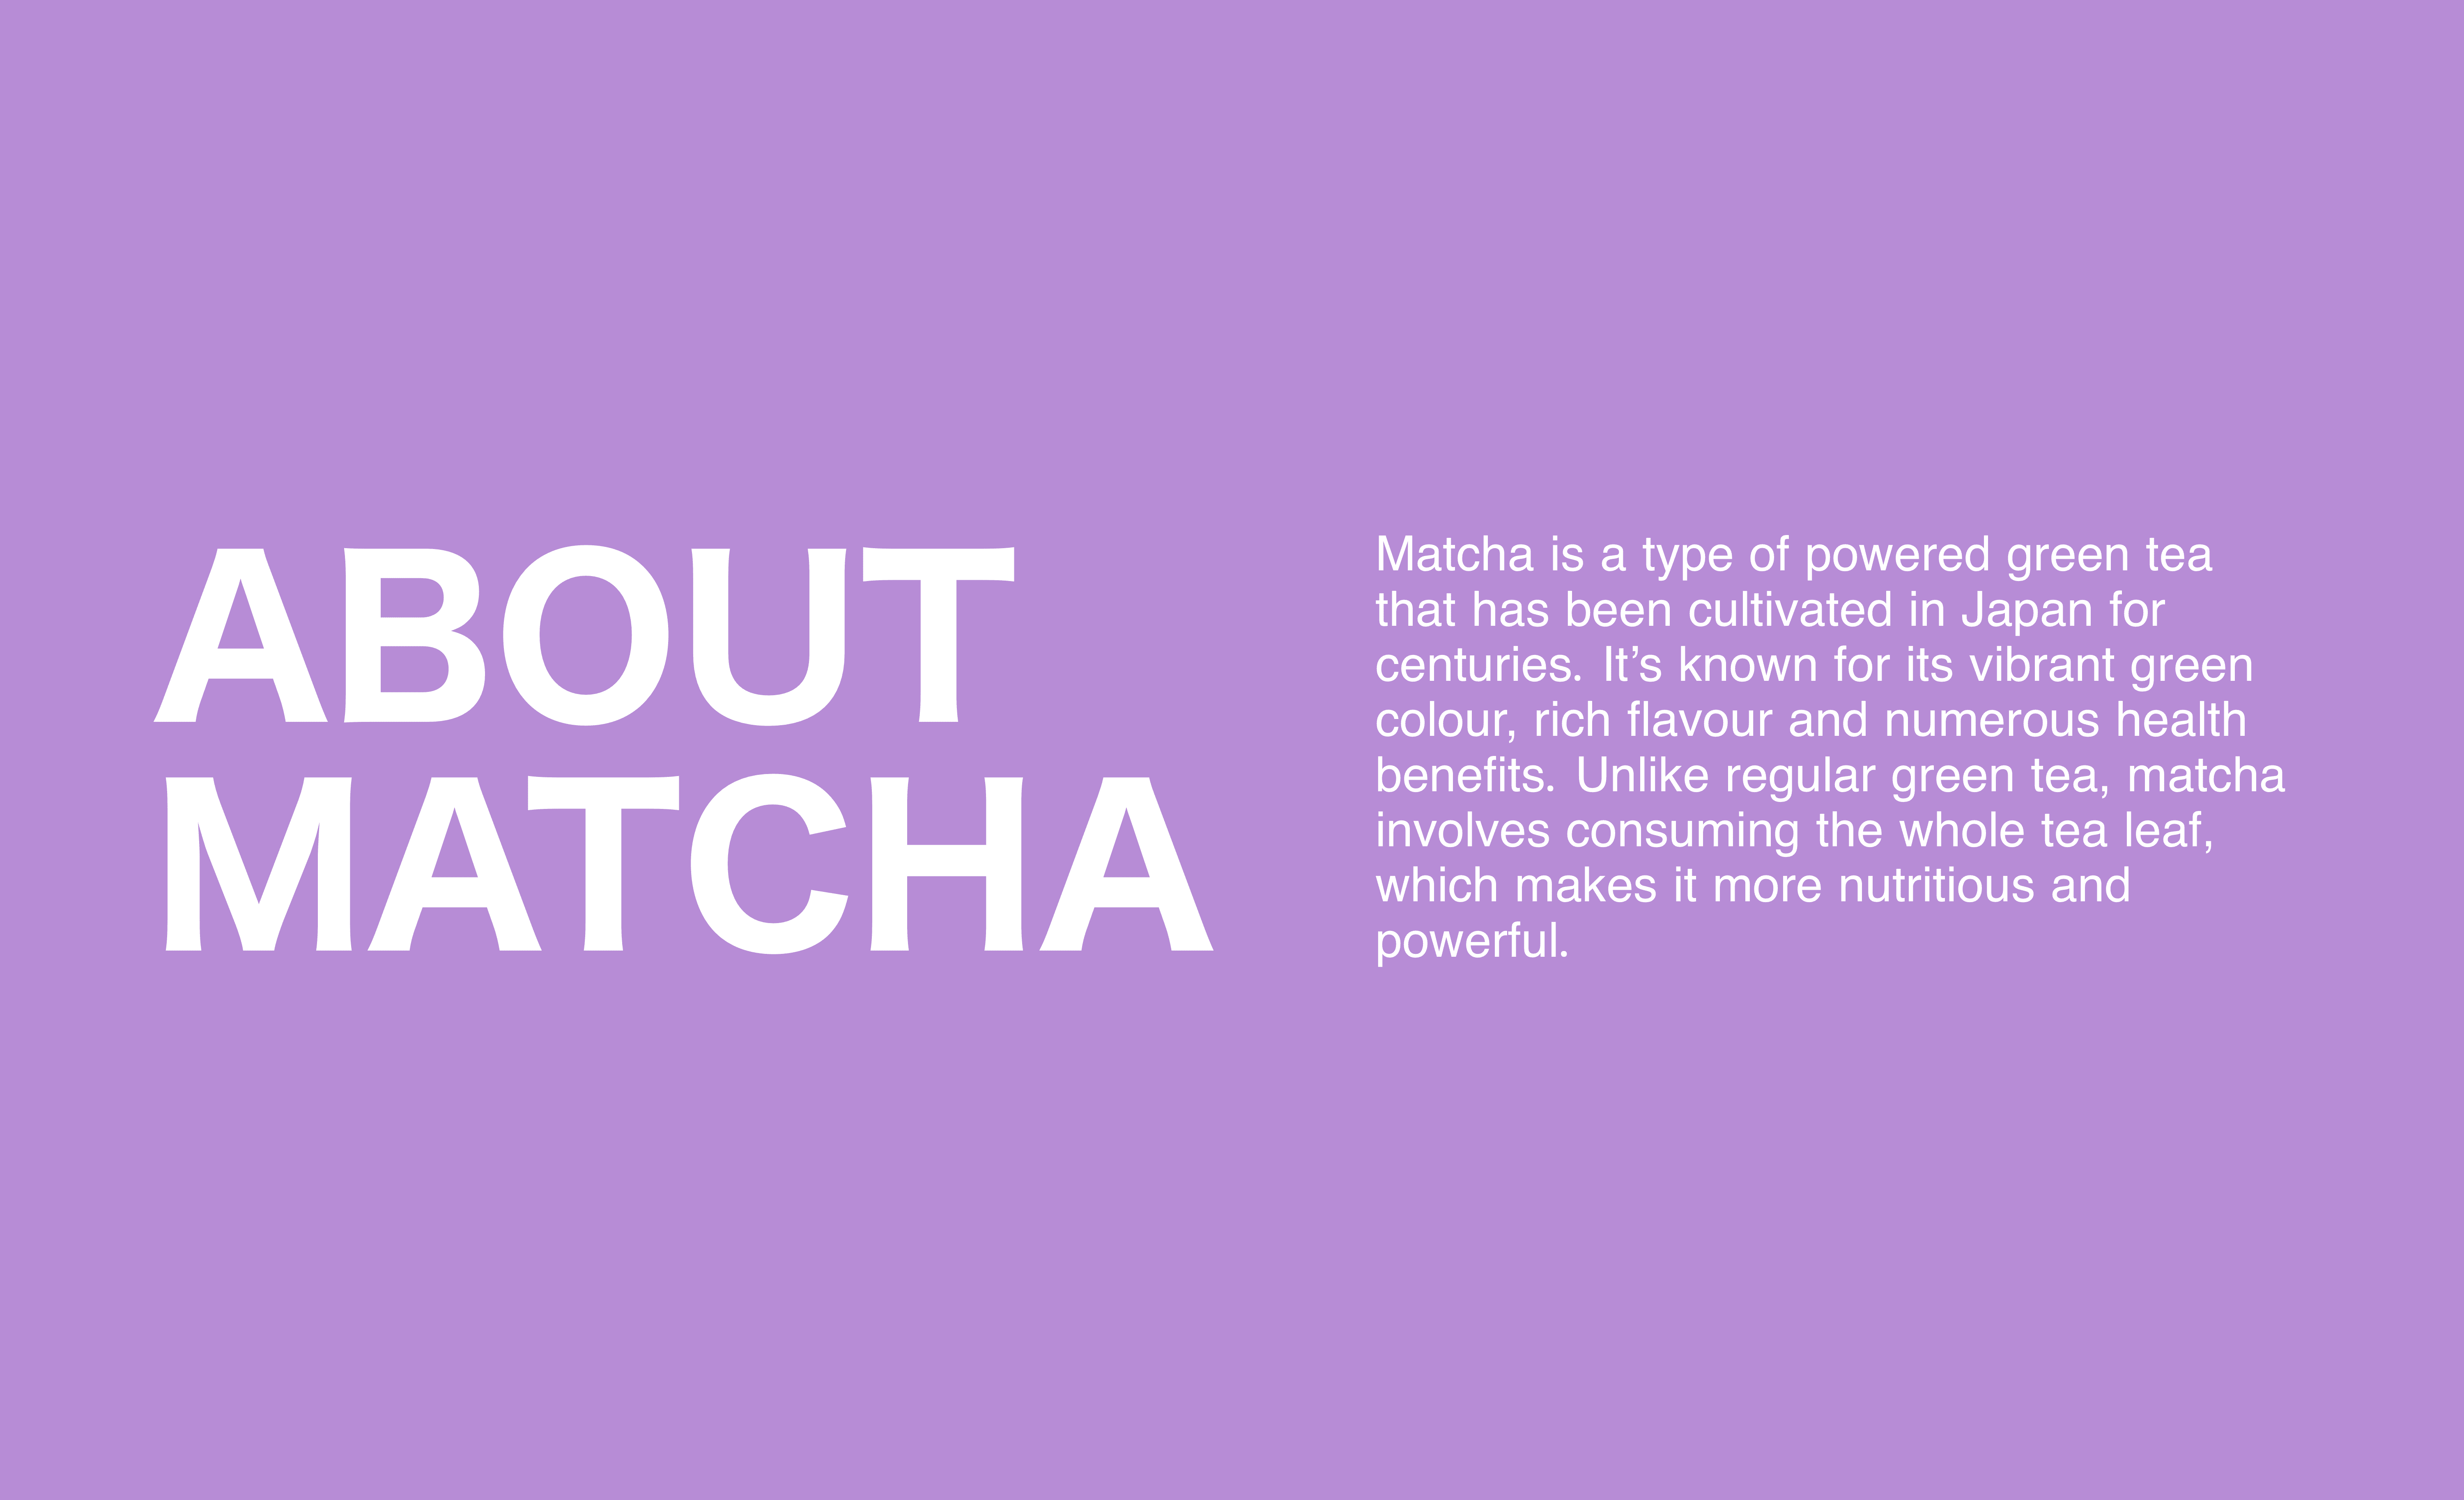 ABOUT
MATCHA
Matcha is a type of powered green tea
that has been cultivated in Japan for
centuries.  It’s known for its vibrant green
colour, rich flavour and numerous health
benefits.  Unlike regular green tea, matcha
involves consuming the whole tea leaf,
which makes it more nutritious and
powerful.